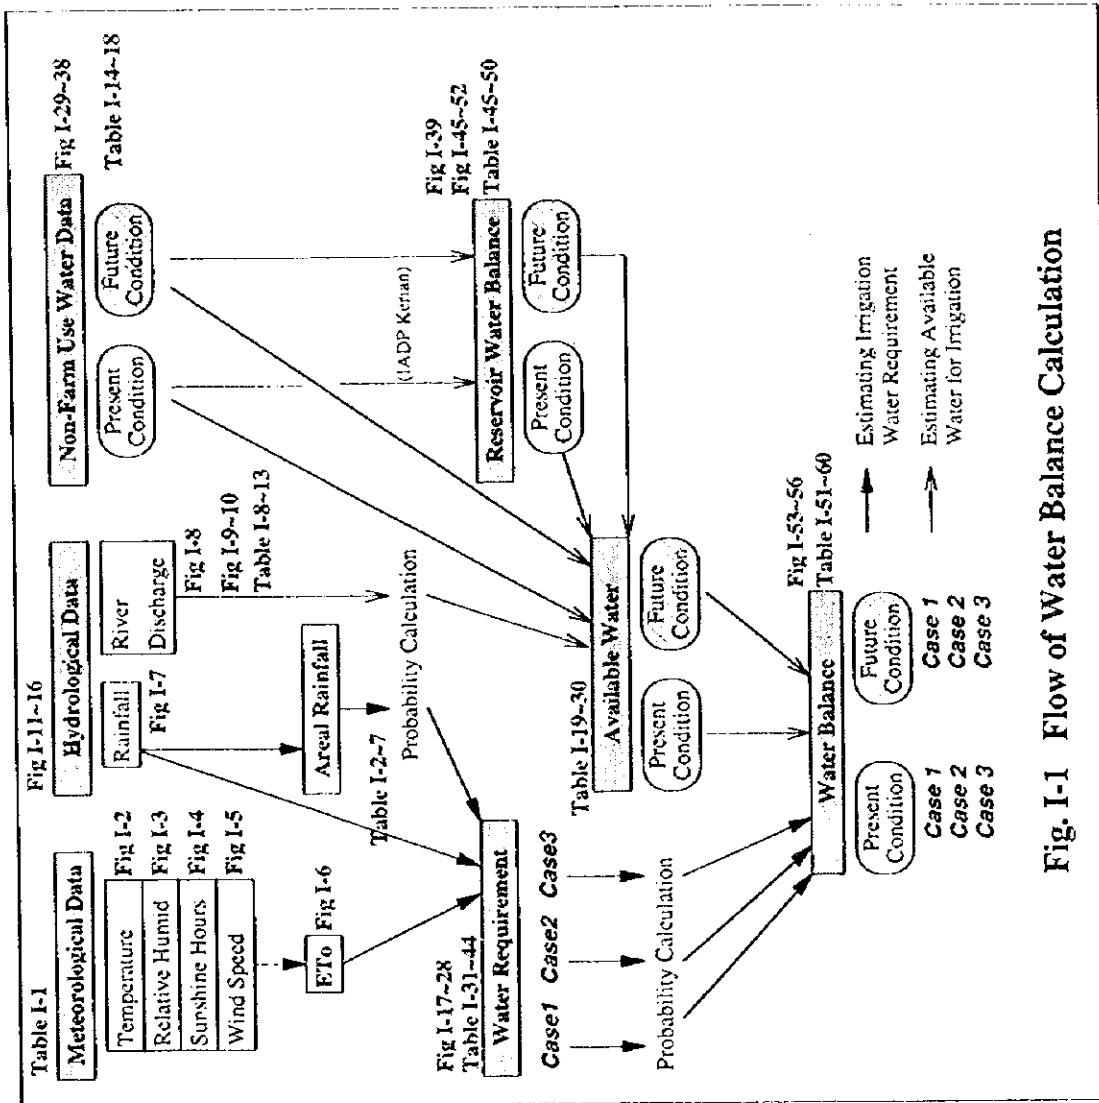 Table I-1
Meteorological Data
Temperature
Relative Humid
Sunshine Hours
Wind Speed
Fig I-2
Fig I-3
Fig I-4
Fig I-5
ETo
Fig I-6
Fig I-11~16
Hydrological Data
Rainfall
Fig I-7
River
Discharge
Fig I-8
Fig I-9~10
Table I-8~13
Areal Rainfall
Table I-2~7
Probability Calculation
Non-Farm Use Water Data
Fig I-29~38
Table I-14~18
Present
Condition
Future
Condition
(IADP Kerian)
Fig I-39
Fig I-45~52
Reservoir Water Balance
Table I-45~50
Present
Condition
Future
Condition
Fig I-17~28
Table I-31~44
Water Requirement
Case1 Case2 Case3
Probability Calculation
Table I-19~30
Available Water
Present
Condition
Future
Condition
Fig I-53~56
Table I-51~60
Water Balance
Present
Condition
Case 1
Case 2
Case 3
Future
Condition
Case 1
Case 2
Case 3
Estimating Irrigation
Water Requirement
Estimating Available
Water for Irrigation
Fig. I-1 Flow of Water Balance Calculation